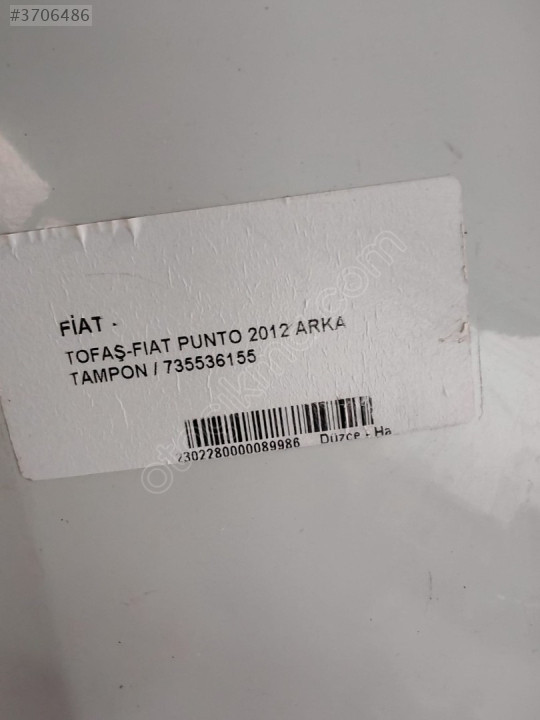 #3706486
FİAT -
TOFAŞ-FIAT PUNTO 2012 ARKA
TAMPON / 735536155
2302280000089986 Düzce - Ha